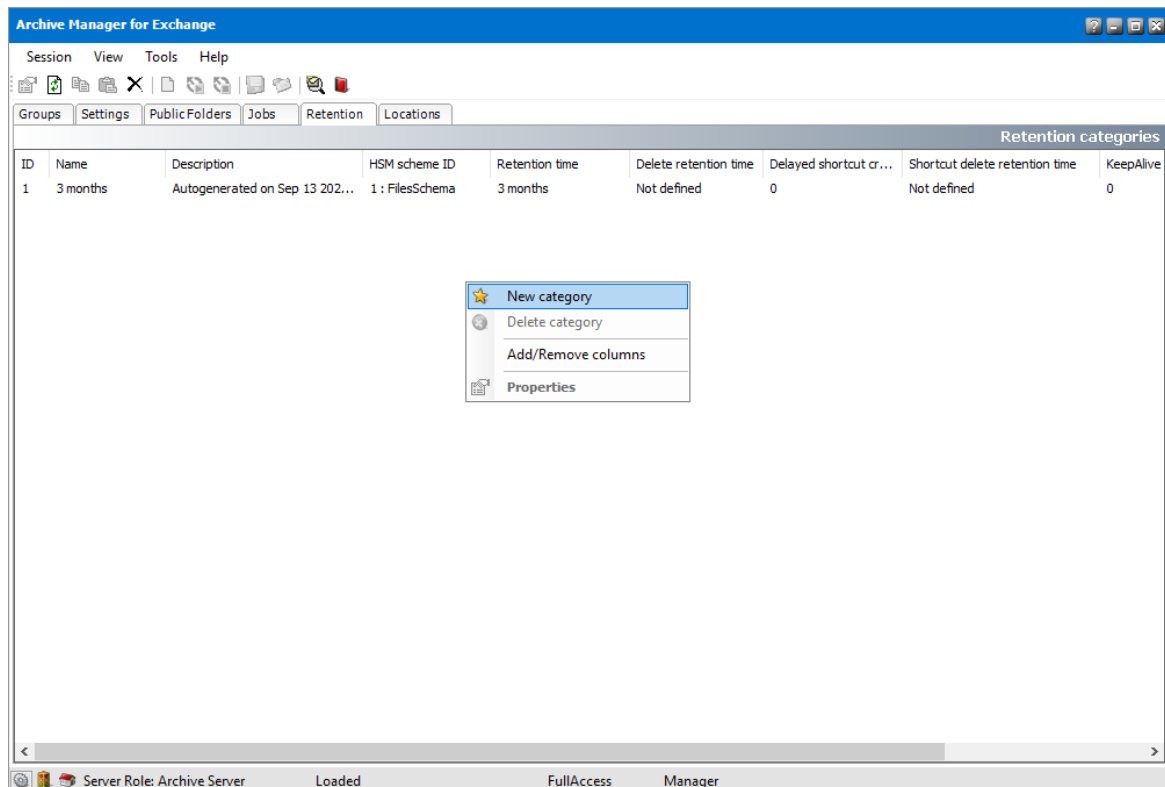 Archive Manager for Exchange
Session View Tools Help
Groups Settings Public Folders Jobs Retention Locations
Retention categories
ID Name Description HSM scheme ID Retention time Delete retention time Delayed shortcut cr... Shortcut delete retention time KeepAlive
1 3 months Autogenerated on Sep 13 202... 1 : FilesSchema 3 months Not defined 0 Not defined 0
New category
Delete category
Add/Remove columns
Properties
Server Role: Archive Server Loaded FullAccess Manager